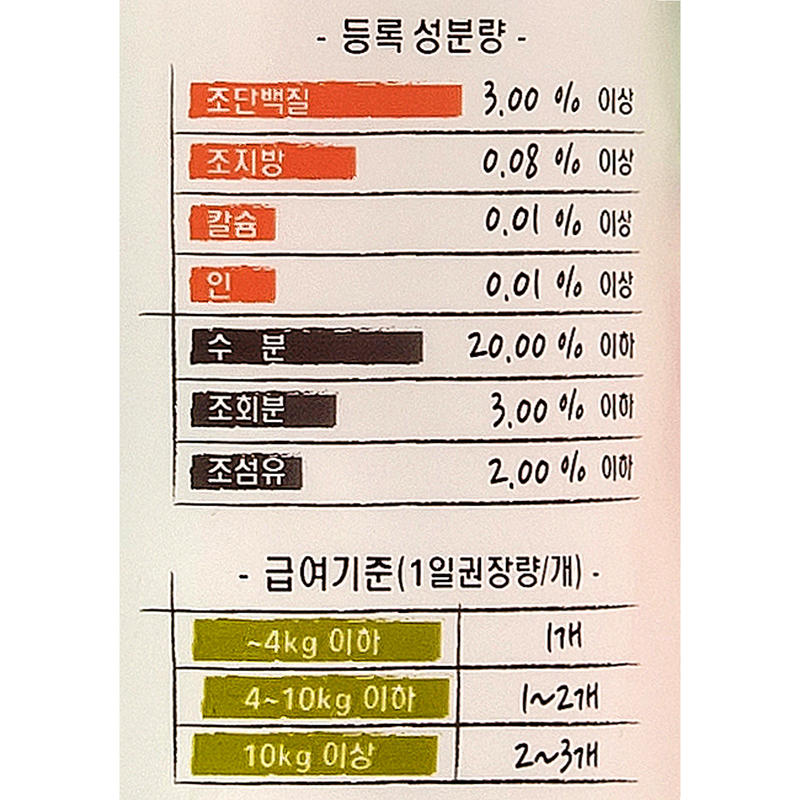 - 등록 성분량 -
조단백질 3.00 % 이상
조지방 0.08 % 이상
칼슘 0.01 % 이상
인 0.01 % 이상
수 분 20.00 % 이하
조회분 3.00 % 이하
조섬유 2.00 % 이하
- 급여기준(1일권장량/개) -
~4kg 이하 1개
4~10kg 이하 1~2개
10kg 이상 2~3개